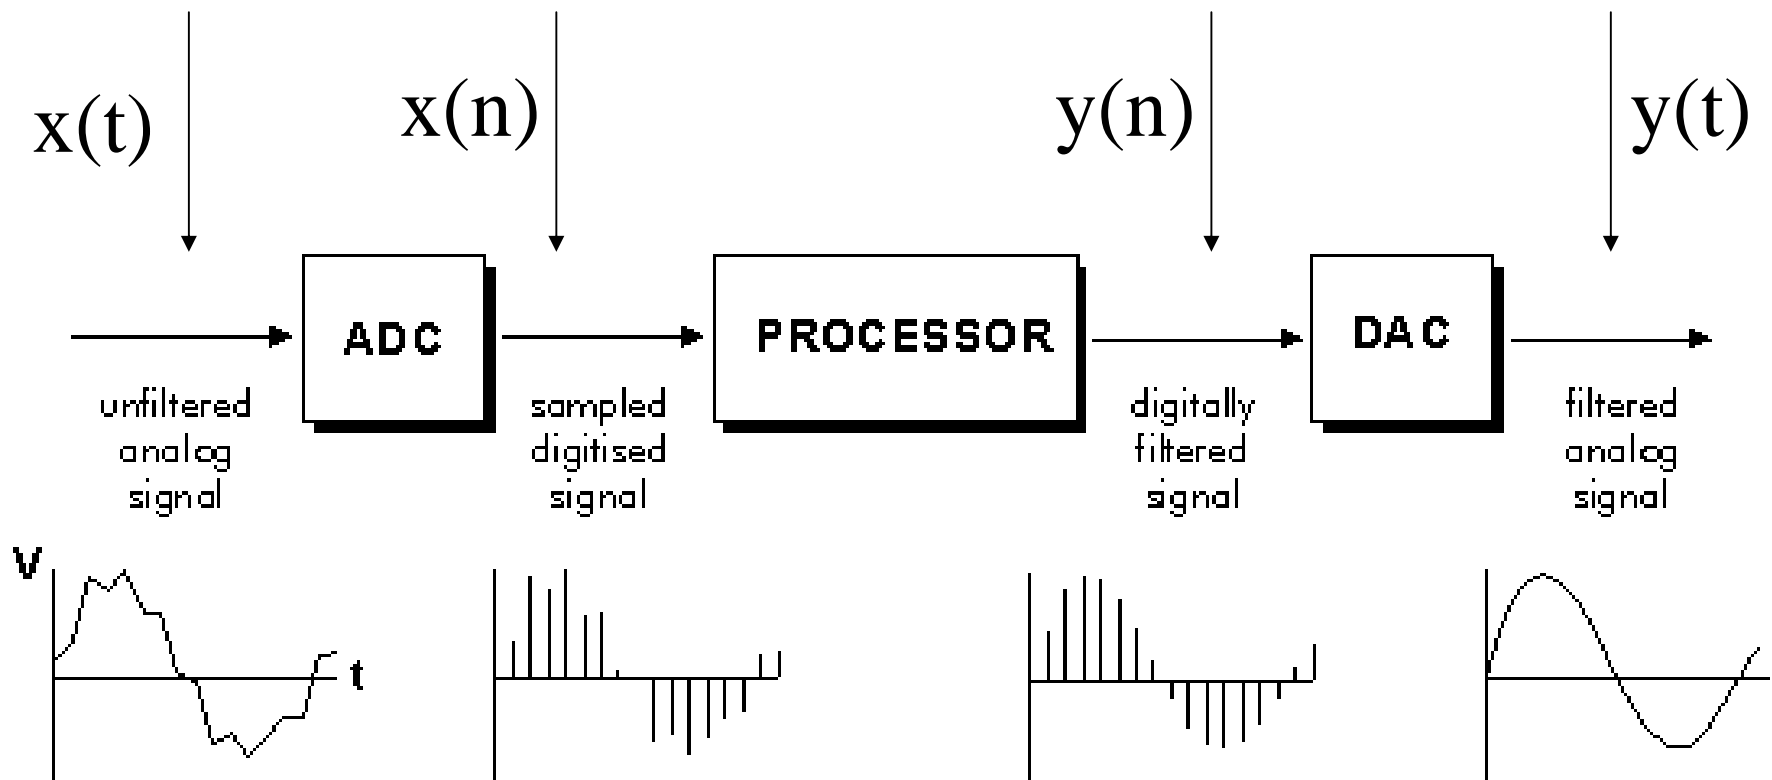 x(t)
x(n)
y(n)
y(t)
ADC
PROCESSOR
DAC
unfiltered
analog
signal
sampled
digitised
signal
digitally
filtered
signal
filtered
analog
signal
V
t